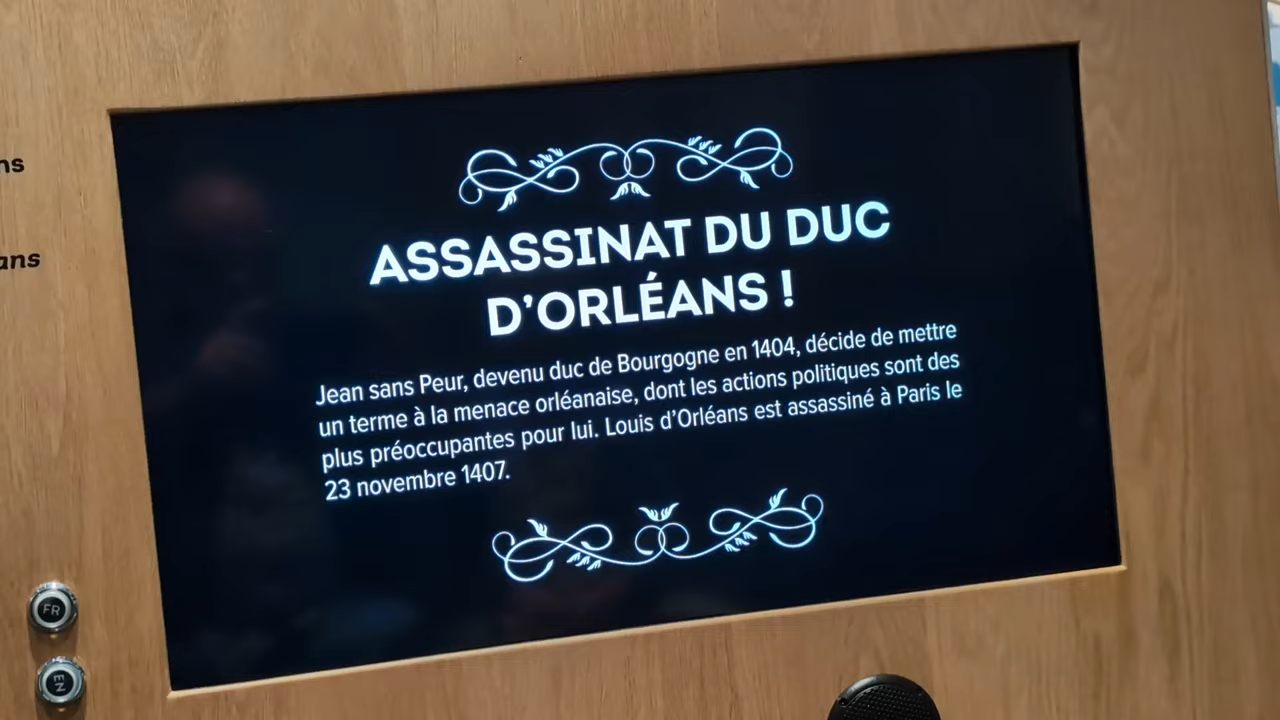 ns
ans
ASSASSINAT DU DUC
D'ORLÉANS !
Jean sans Peur, devenu duc de Bourgogne en 1404, décide de mettre
un terme à la menace orléanaise, dont les actions politiques sont des
plus préoccupantes pour lui. Louis d'Orléans est assassiné à Paris le
23 novembre 1407.
FR
EN